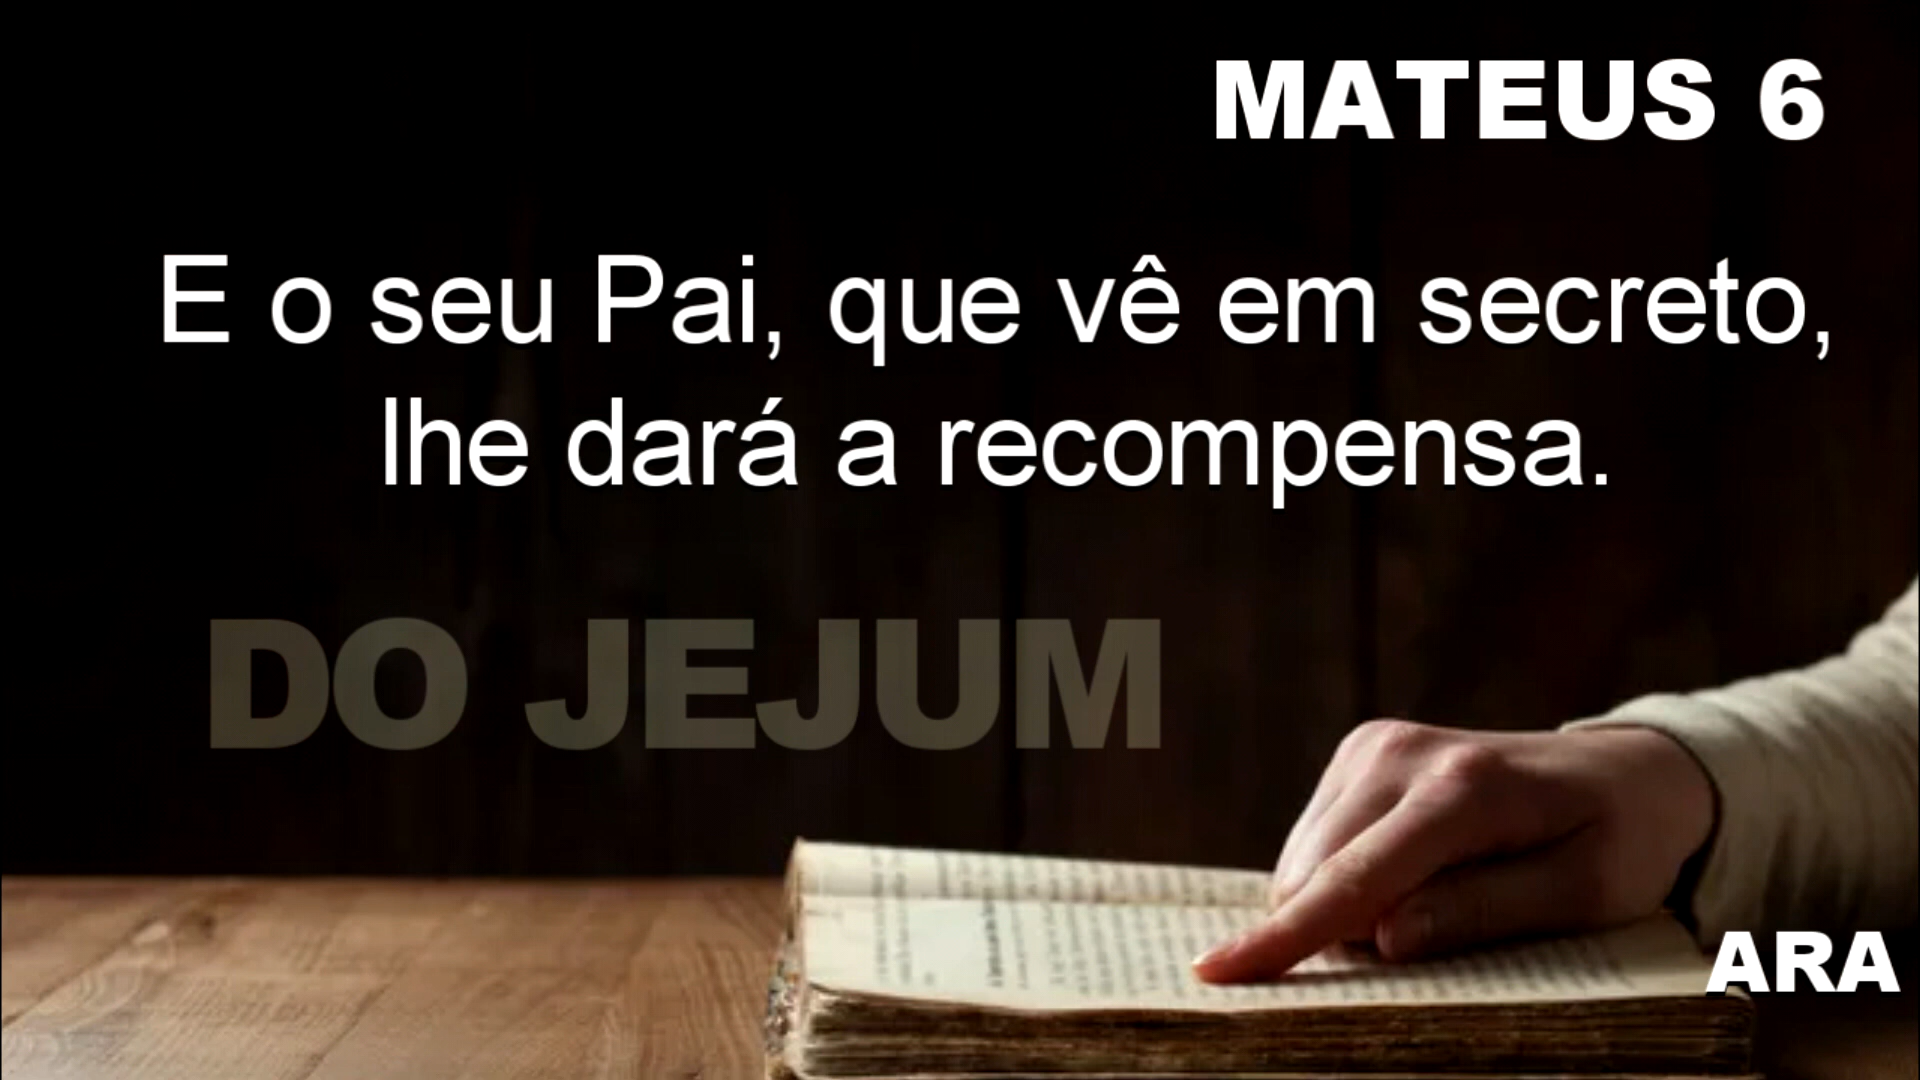 MATEUS 6
E o seu Pai, que vê em secreto,
lhe dará a recompensa.
DO JEJUM
ARA